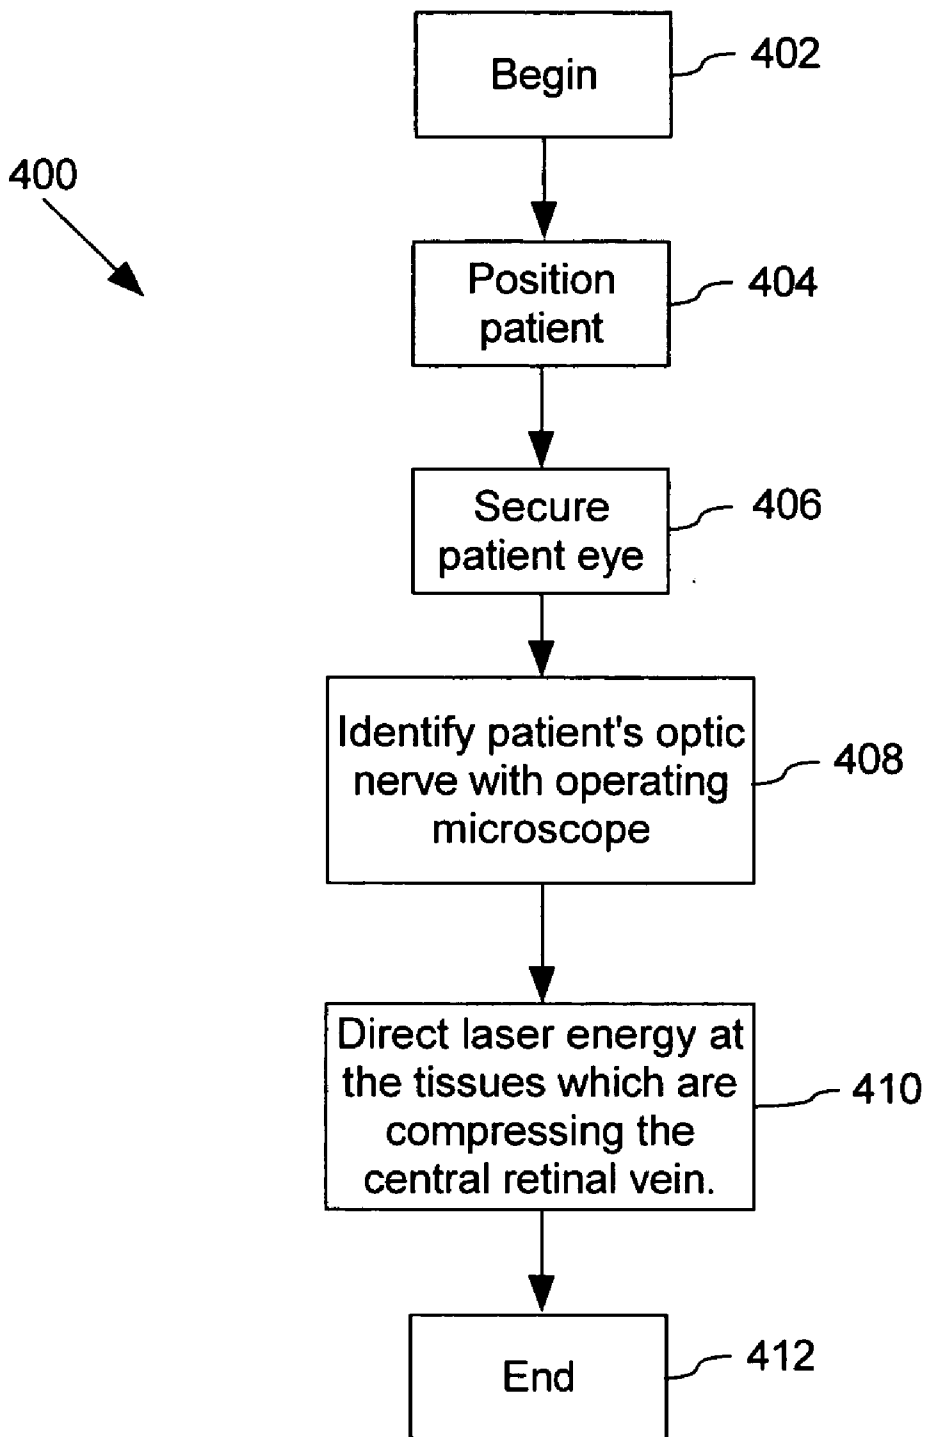 Begin
402
400
Position
patient
404
Secure
patient eye
406
Identify patient's optic
nerve with operating
microscope
408
Direct laser energy at
the tissues which are
compressing the
central retinal vein.
410
End
412